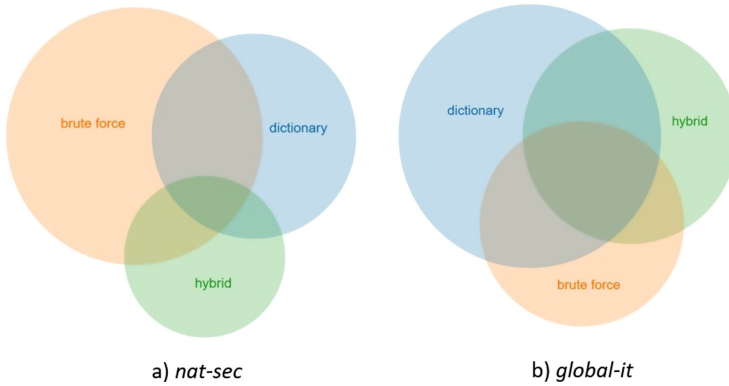 brute force
dictionary
hybrid
a) nat-sec
dictionary
hybrid
brute force
b) global-it